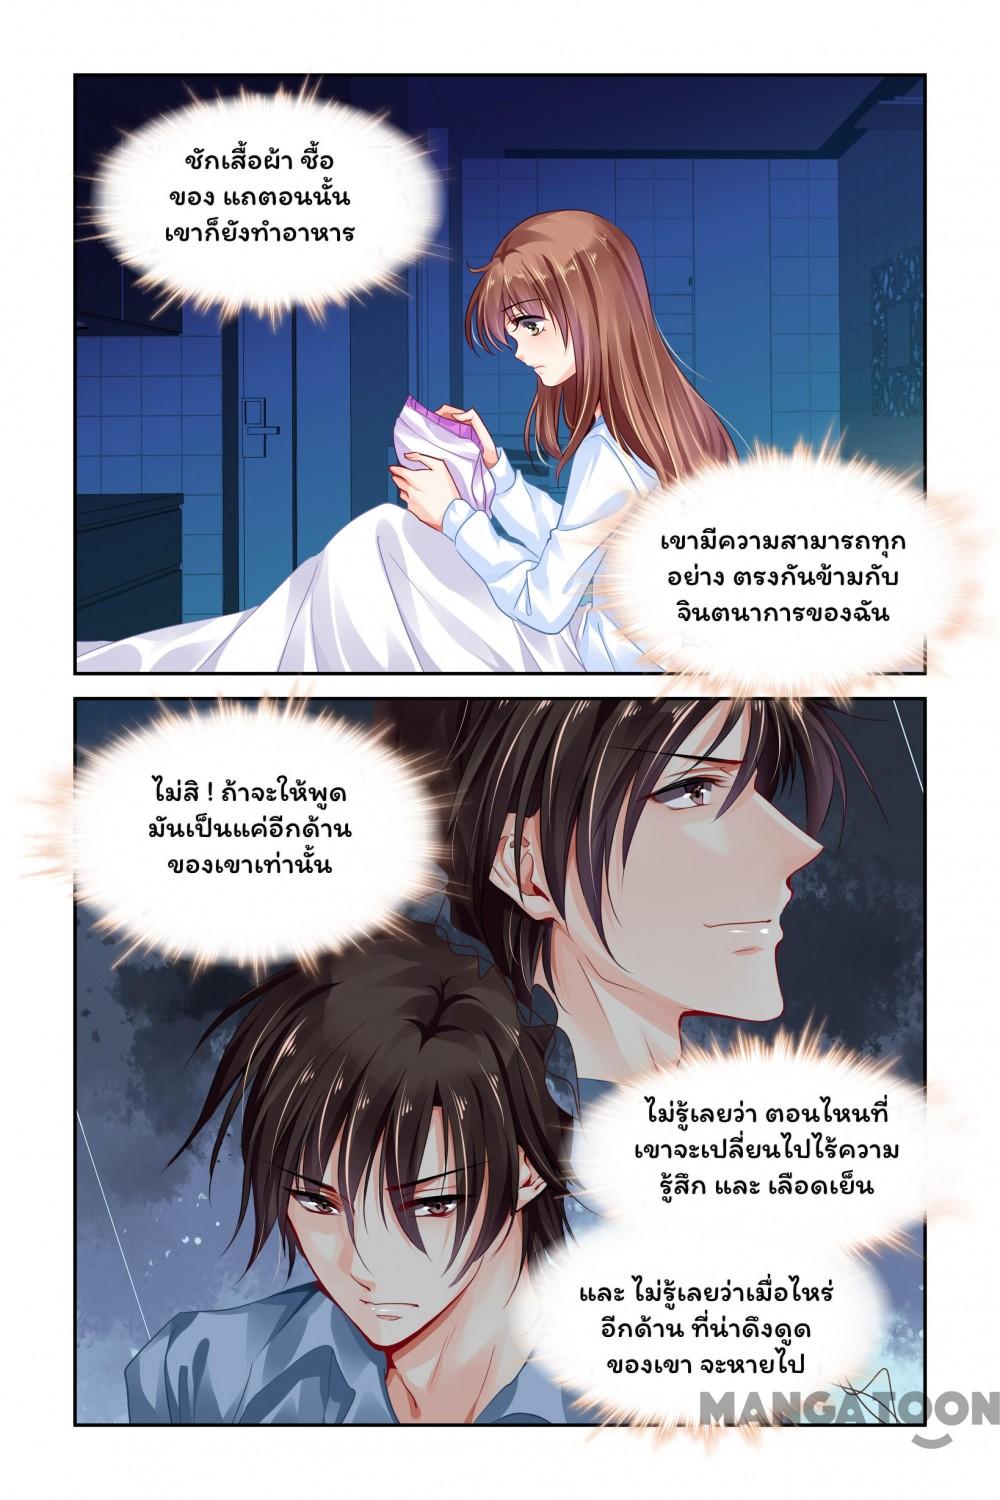 ชักเสื้อผ้า ชื้อ
ของ แถตอนนั้น
เขาก็ยังทำอาหาร
เขามีความสามารถทุก
อย่าง ตรงกันข้ามกับ
จินตนาการของฉัน
ไม่สิ ! ถ้าจะให้พูด
มันเป็นแค่อีกด้าน
ของเขาเท่านั้น
ไม่รู้เลยว่า ตอนไหนที่
เขาจะเปลี่ยนไปไร้ความ
รู้สึก และ เลือดเย็น
และ ไม่รู้เลยว่าเมื่อไหร่
อีกด้าน ที่น่าดึงดูด
ของเขา จะหายไป
MANGATOON